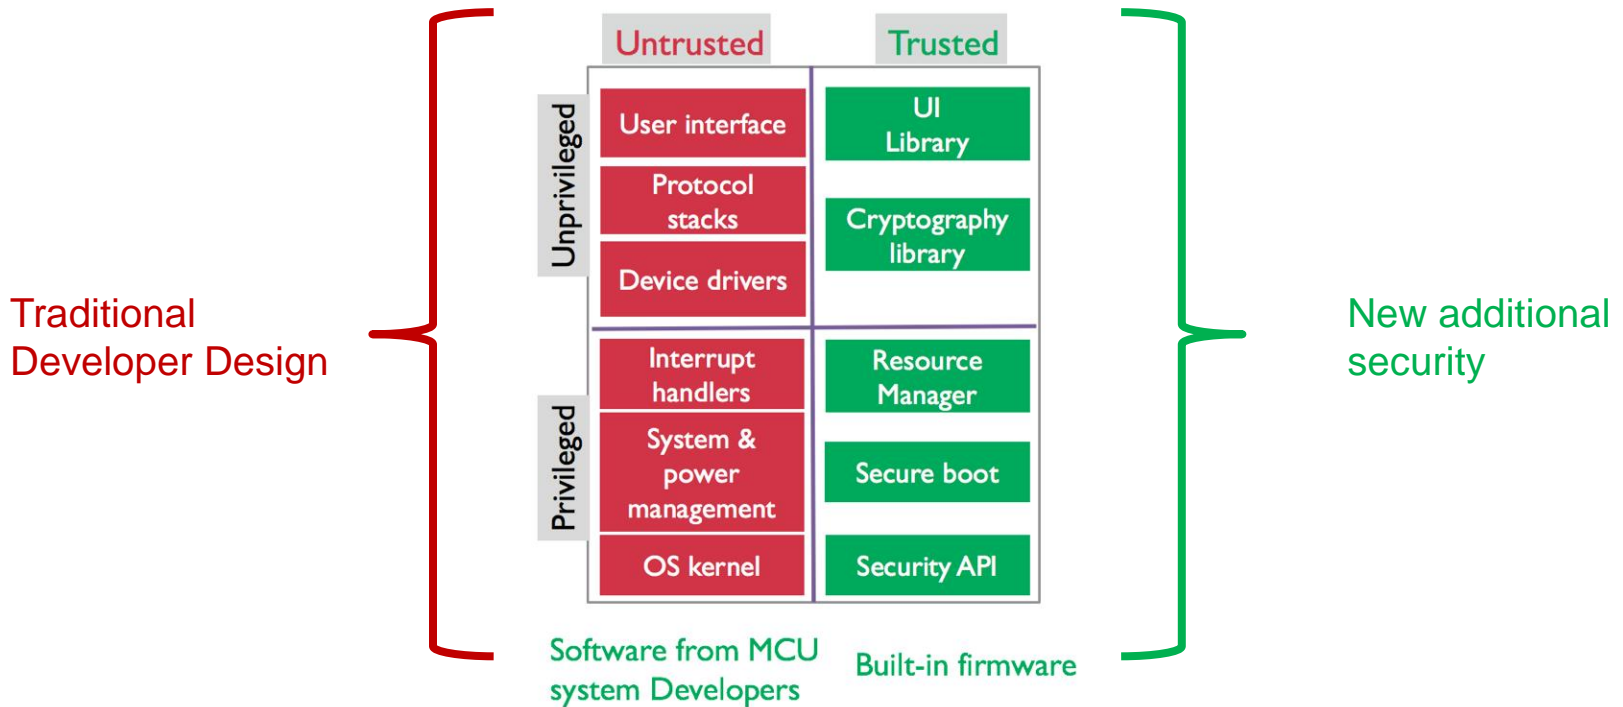 Untrusted
Trusted
Traditional
Developer Design
Unprivileged
User interface
Protocol
stacks
Device drivers
UI
Library
Cryptography
library
Privileged
Interrupt
handlers
System &
power
management
OS kernel
Resource
Manager
Secure boot
Security API
New additional
security
Software from MCU
system Developers
Built-in firmware